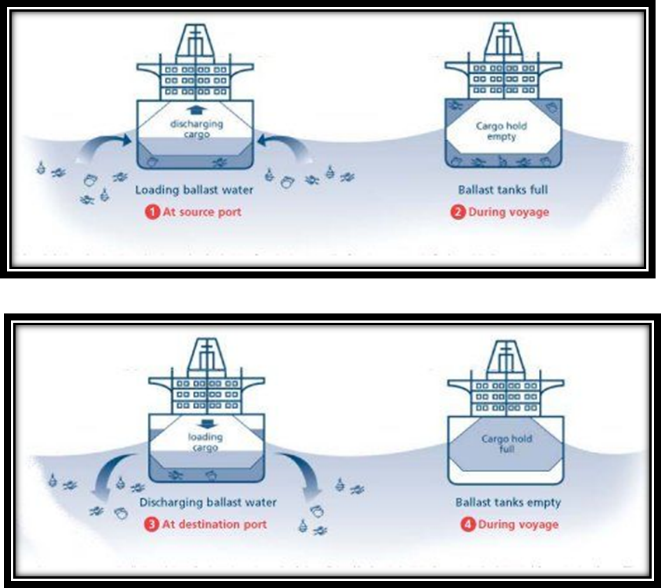 discharging
cargo
Cargo hold
empty
Loading ballast water
Ballast tanks full
1 At source port
2 During voyage
loading
cargo
Cargo hold
full
Discharging ballast water
Ballast tanks empty
3 At destination port
4 During voyage